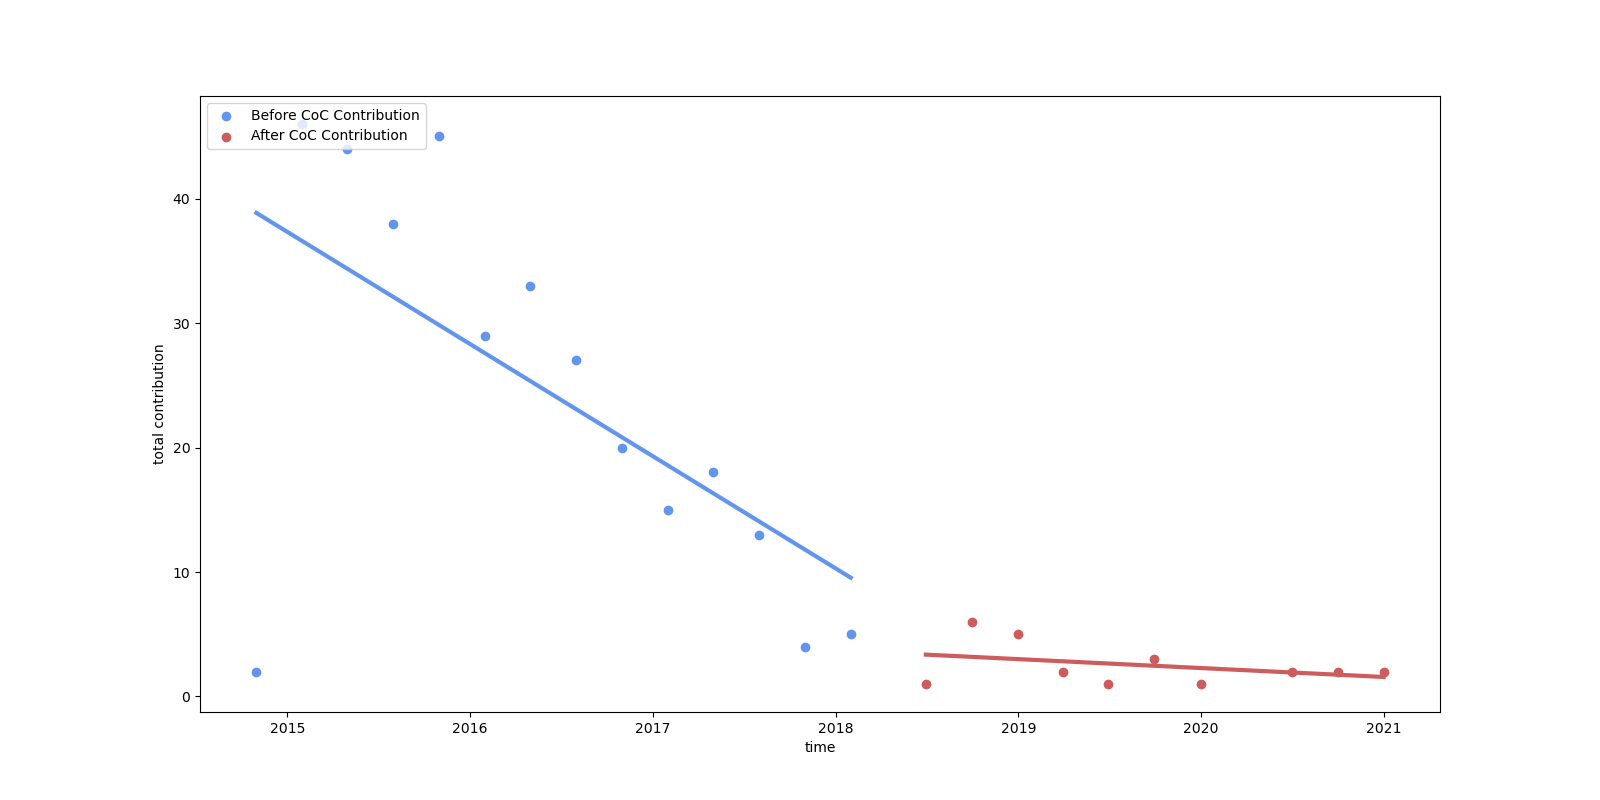 Before CoC Contribution
After CoC Contribution
total contribution
40
30
20
10
0
2015 2016 2017 2018 2019 2020 2021
time